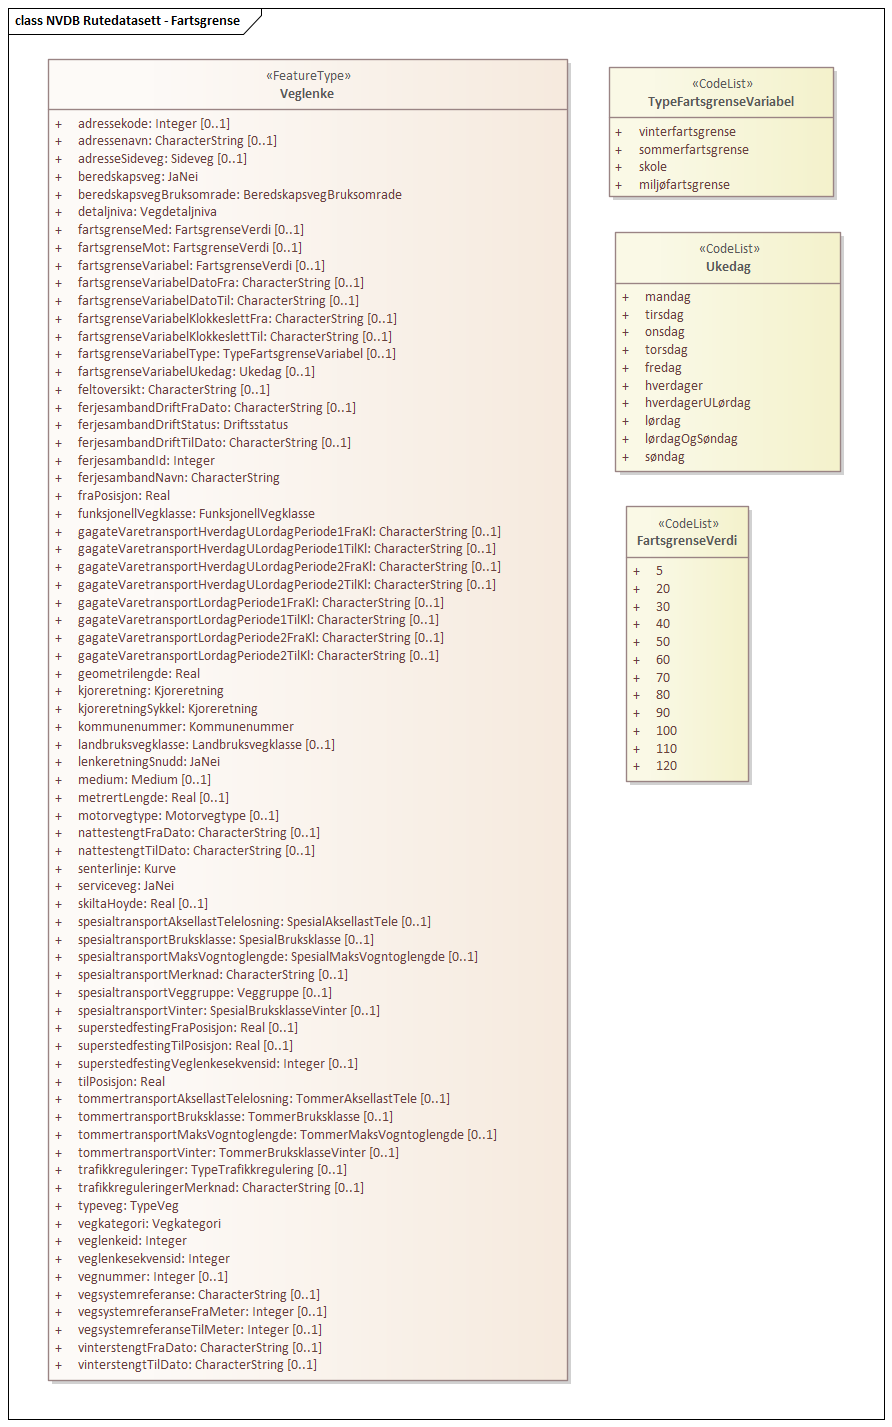 class NVDB Rutedatasett - Fartsgrense
«FeatureType»
Veglenke
+ adressekode: Integer [0..1]
+ adressenavn: CharacterString [0..1]
+ adresseSideveg: Sideveg [0..1]
+ beredskapsveg: JaNei
+ beredskapsvegBruksomrade: BeredskapsvegBruksomrade
+ detaljniva: Vegdetaljniva
+ fartsgrenseMed: FartsgrenseVerdi [0..1]
+ fartsgrenseMot: FartsgrenseVerdi [0..1]
+ fartsgrenseVariabel: FartsgrenseVerdi [0..1]
+ fartsgrenseVariabelDatoFra: CharacterString [0..1]
+ fartsgrenseVariabelDatoTil: CharacterString [0..1]
+ fartsgrenseVariabelKlokkeslettFra: CharacterString [0..1]
+ fartsgrenseVariabelKlokkeslettTil: CharacterString [0..1]
+ fartsgrenseVariabelType: TypeFartsgrenseVariabel [0..1]
+ fartsgrenseVariabelUkedag: Ukedag [0..1]
+ feltoversikt: CharacterString [0..1]
+ ferjesambandDriftFraDato: CharacterString [0..1]
+ ferjesambandDriftStatus: Driftsstatus
+ ferjesambandDriftTilDato: CharacterString [0..1]
+ ferjesambandId: Integer
+ ferjesambandNavn: CharacterString
+ fraPosisjon: Real
+ funksjonellVegklasse: FunksjonellVegklasse
+ gagateVaretransportHverdagULordagPeriode1FraKl: CharacterString [0..1]
+ gagateVaretransportHverdagULordagPeriode1TilKl: CharacterString [0..1]
+ gagateVaretransportHverdagULordagPeriode2FraKl: CharacterString [0..1]
+ gagateVaretransportHverdagULordagPeriode2TilKl: CharacterString [0..1]
+ gagateVaretransportLordagPeriode1FraKl: CharacterString [0..1]
+ gagateVaretransportLordagPeriode1TilKl: CharacterString [0..1]
+ gagateVaretransportLordagPeriode2FraKl: CharacterString [0..1]
+ gagateVaretransportLordagPeriode2TilKl: CharacterString [0..1]
+ geometrilengde: Real
+ kjoreretning: Kjoreretning
+ kjoreretningSykkel: Kjoreretning
+ kommunenummer: Kommunenummer
+ landbruksvegklasse: Landbruksvegklasse [0..1]
+ lenkeretningSnudd: JaNei
+ medium: Medium [0..1]
+ metrertLengde: Real [0..1]
+ motorvegtype: Motorvegtype [0..1]
+ nattestengtFraDato: CharacterString [0..1]
+ nattestengtTilDato: CharacterString [0..1]
+ senterlinje: Kurve
+ serviceveg: JaNei
+ skiltaHoyde: Real [0..1]
+ spesialtransportAksellastTelelosning: SpesialAksellastTele [0..1]
+ spesialtransportBruksklasse: SpesialBruksklasse [0..1]
+ spesialtransportMaksVogntoglengde: SpesialMaksVogntoglengde [0..1]
+ spesialtransportMerknad: CharacterString [0..1]
+ spesialtransportVeggruppe: Veggruppe [0..1]
+ spesialtransportVinter: SpesialBruksklasseVinter [0..1]
+ superstedfestingFraPosisjon: Real [0..1]
+ superstedfestingTilPosisjon: Real [0..1]
+ superstedfestingVeglenkesekvensid: Integer [0..1]
+ tilPosisjon: Real
+ tommertransportAksellastTelelosning: TommerAksellastTele [0..1]
+ tommertransportBruksklasse: TommerBruksklasse [0..1]
+ tommertransportMaksVogntoglengde: TommerMaksVogntoglengde [0..1]
+ tommertransportVinter: TommerBruksklasseVinter [0..1]
+ trafikkreguleringer: TypeTrafikkregulering [0..1]
+ trafikkreguleringerMerknad: CharacterString [0..1]
+ typeveg: TypeVeg
+ vegkategori: Vegkategori
+ veglenkeid: Integer
+ veglenkesekvensid: Integer
+ vegnummer: Integer [0..1]
+ vegsystemreferanse: CharacterString [0..1]
+ vegsystemreferanseFraMeter: Integer [0..1]
+ vegsystemreferanseTilMeter: Integer [0..1]
+ vinterstengtFraDato: CharacterString [0..1]
+ vinterstengtTilDato: CharacterString [0..1]
«CodeList»
TypeFartsgrenseVariabel
+ vinterfartsgrense
+ sommerfartsgrense
+ skole
+ miljøfartsgrense
«CodeList»
Ukedag
+ mandag
+ tirsdag
+ onsdag
+ torsdag
+ fredag
+ hverdager
+ hverdagerULørdag
+ lørdag
+ lørdagOgSøndag
+ søndag
«CodeList»
FartsgrenseVerdi
+ 5
+ 20
+ 30
+ 40
+ 50
+ 60
+ 70
+ 80
+ 90
+ 100
+ 110
+ 120